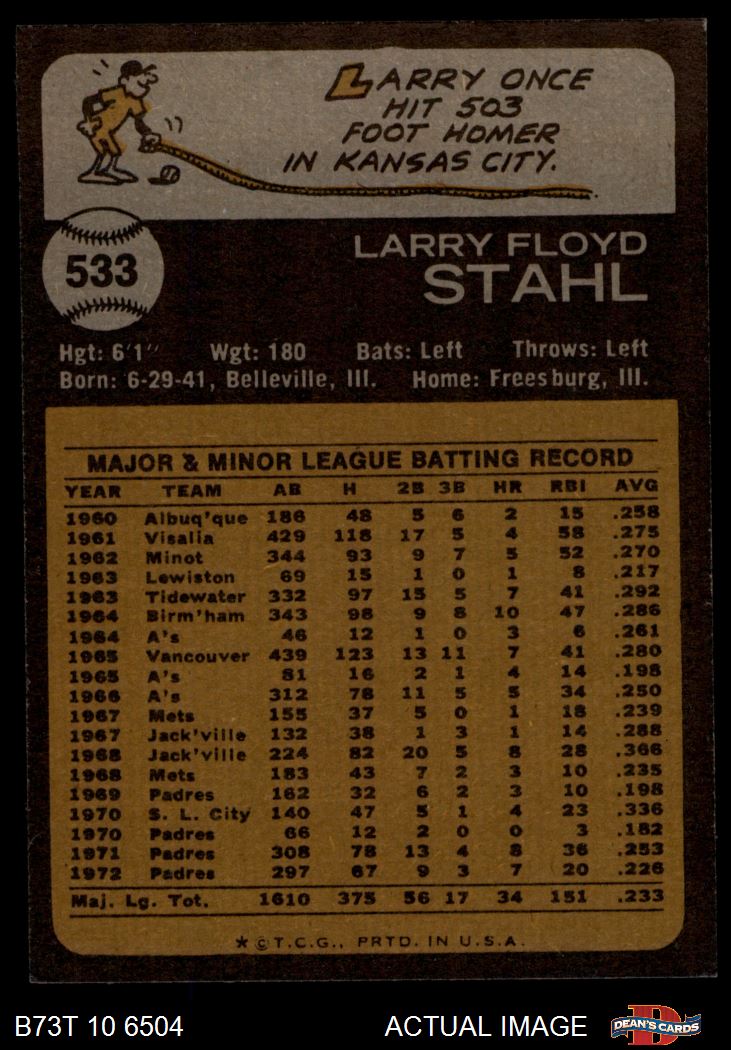 LARRY ONCE
HIT 503
FOOT HOMER
IN KANSAS CITY.
533
LARRY FLOYD
STAHL
Hgt: 6'1" Wgt: 180 Bats: Left Throws: Left
Born: 6-29-41, Belleville, Ill. Home: Freesburg, Ill.
MAJOR & MINOR LEAGUE BATTING RECORD
YEAR TEAM AB H 2B 3B HR RBI AVG
1960 Albuq'que 186 48 5 6 2 15 .258
1961 Visalia 429 118 17 5 4 58 .275
1962 Minot 344 93 9 7 5 52 .270
1963 Lewiston 69 15 1 0 1 8 .217
1963 Tidewater 332 97 15 5 7 41 .292
1964 Birm'ham 343 98 9 8 10 47 .286
1964 A's 46 12 1 0 3 6 .261
1965 Vancouver 439 123 13 11 7 41 .280
1965 A's 81 16 2 1 4 14 .198
1966 A's 312 78 11 5 5 34 .250
1967 Mets 155 37 5 0 1 18 .239
1967 Jack'ville 132 38 1 3 1 14 .288
1968 Jack'ville 224 82 20 5 8 28 .366
1968 Mets 183 43 7 2 3 10 .235
1969 Padres 162 32 6 2 3 10 .198
1970 S. L. City 140 47 5 1 4 23 .336
1970 Padres 66 12 2 0 0 3 .182
1971 Padres 308 78 13 4 8 36 .253
1972 Padres 297 67 9 3 7 20 .226
Maj. Lg. Tot. 1610 375 56 17 34 151 .233
★ © T.C.G., PRTD. IN U.S.A.
B73T 10 6504 ACTUAL IMAGE DEAN'S CARDS